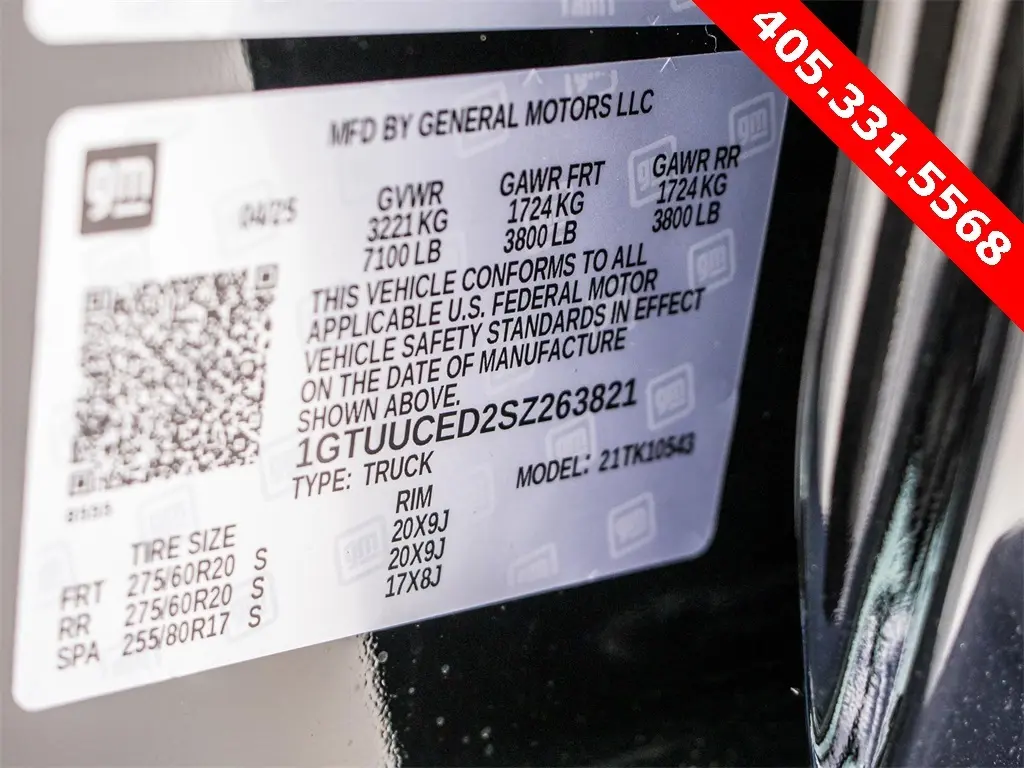 405.331.5568
MFD BY GENERAL MOTORS LLC
gm
04/25
GVWR GAWR FRT GAWR RR
3221 KG 1724 KG 1724 KG
7100 LB 3800 LB 3800 LB
THIS VEHICLE CONFORMS TO ALL
APPLICABLE U.S. FEDERAL MOTOR
VEHICLE SAFETY STANDARDS IN EFFECT
ON THE DATE OF MANUFACTURE
SHOWN ABOVE.
1GTUUCED2SZ263821
TYPE: TRUCK MODEL: 21TK10543
TIRE SIZE RIM
FRT 275/60R20 S 20X9J
RR 275/60R20 S 20X9J
SPA 255/80R17 S 17X8J